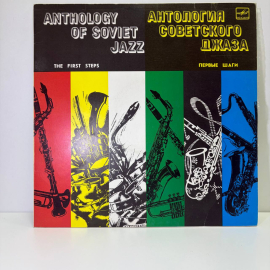 ANTHOLOGY
OF SOVIET
JAZZ
THE FIRST STEPS
АНТОЛОГИЯ
СОВЕТСКОГО
ДЖАЗА
ПЕРВЫЕ ШАГИ